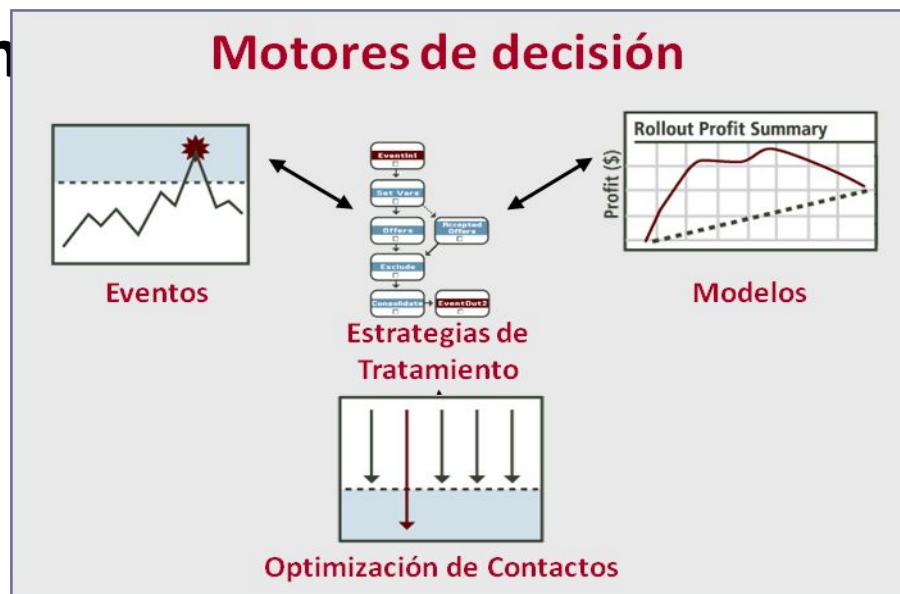 Motores de decisión
Rollout Profit Summary
Profit ($)
EventIn1
Set Vars
Offers
Accepted
Offers
Exclude
Consolidate
EventOut2
Eventos
Modelos
Estrategias de
Tratamiento
Optimización de Contactos